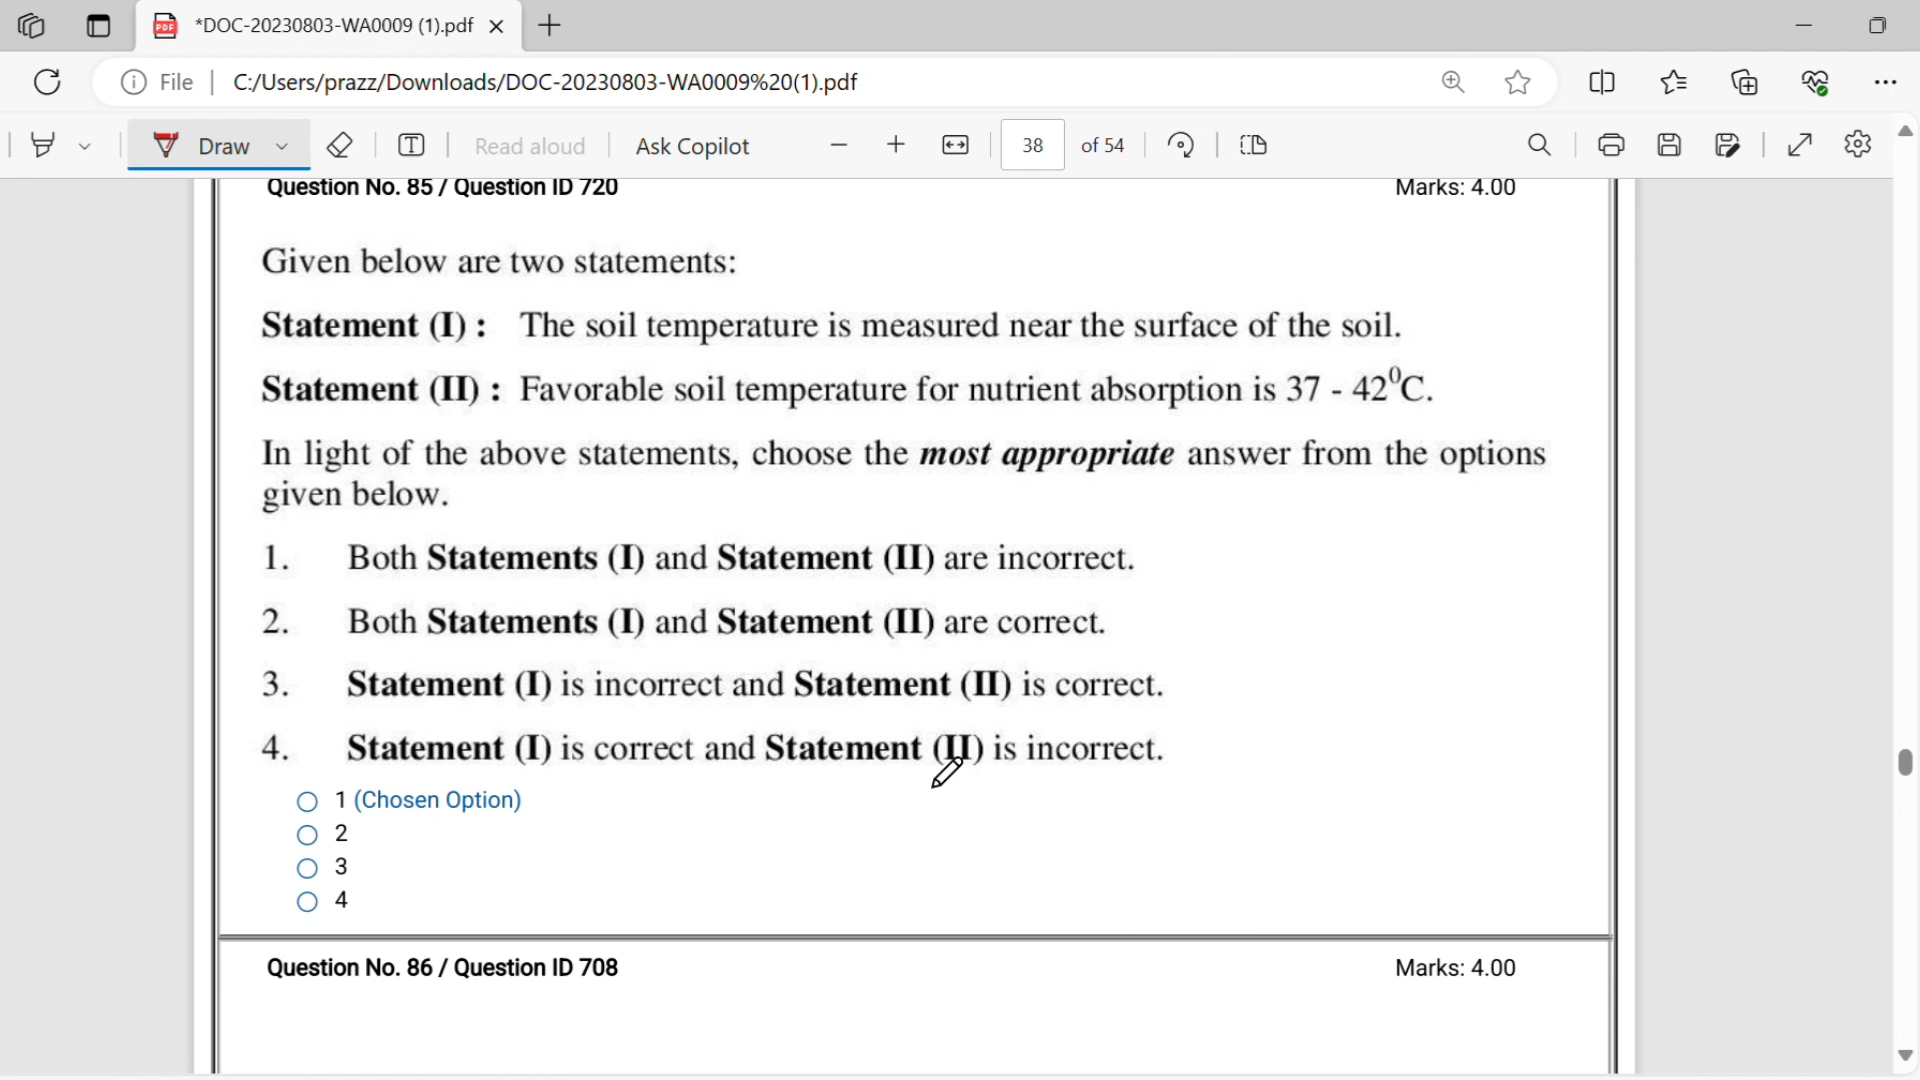 *DOC-20230803-WA0009 (1).pdf
File
C:/Users/prazz/Downloads/DOC-20230803-WA0009%20(1).pdf
Draw
Read aloud
Ask Copilot
38
of 54
Question No. 85 / Question ID 720
Marks: 4.00
Given below are two statements:
Statement (I) : The soil temperature is measured near the surface of the soil.
Statement (II) : Favorable soil temperature for nutrient absorption is 37 - 42⁰C.
In light of the above statements, choose the most appropriate answer from the options
given below.
1. Both Statements (I) and Statement (II) are incorrect.
2. Both Statements (I) and Statement (II) are correct.
3. Statement (I) is incorrect and Statement (II) is correct.
4. Statement (I) is correct and Statement (II) is incorrect.
1 (Chosen Option)
2
3
4
Question No. 86 / Question ID 708
Marks: 4.00